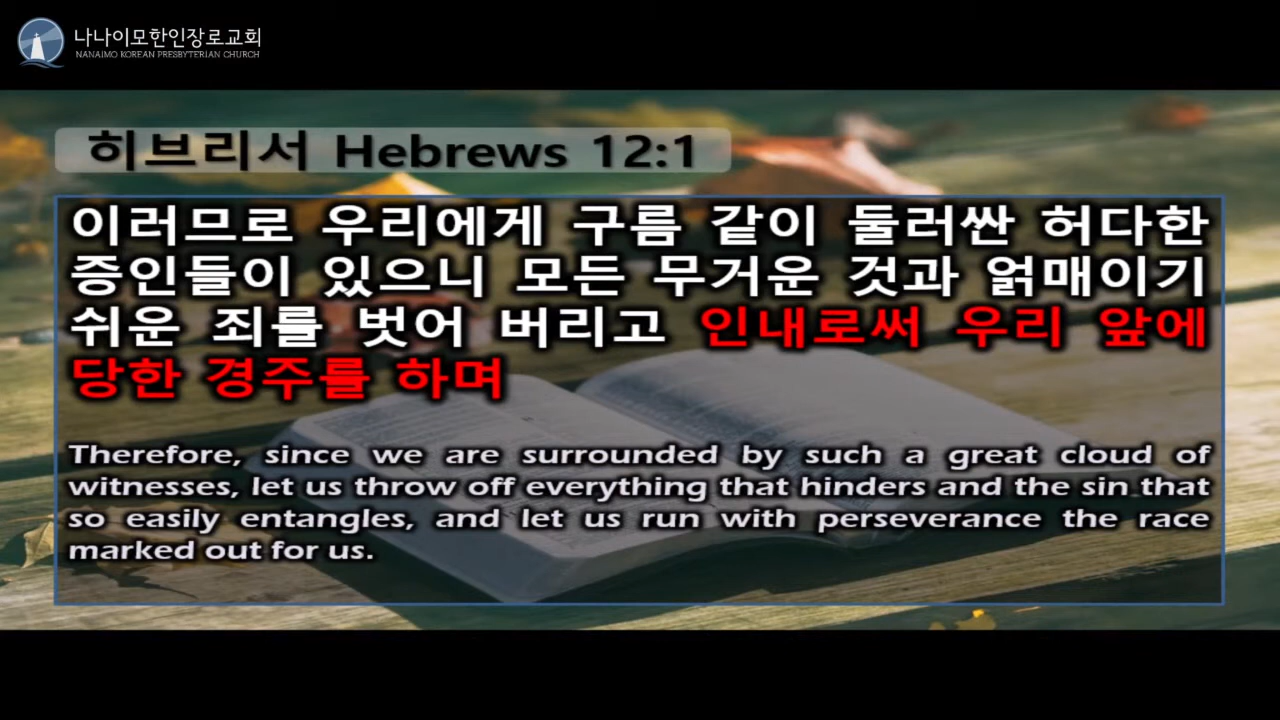 나나이모한인장로교회
NANAIMO KOREAN PRESBYTERIAN CHURCH
히브리서 Hebrews 12:1
이러므로 우리에게 구름 같이 둘러싼 허다한
증인들이 있으니 모든 무거운 것과 얽매이기
쉬운 죄를 벗어 버리고 인내로써 우리 앞에
당한 경주를 하며
Therefore, since we are surrounded by such a great cloud of
witnesses, let us throw off everything that hinders and the sin that
so easily entangles, and let us run with perseverance the race
marked out for us.